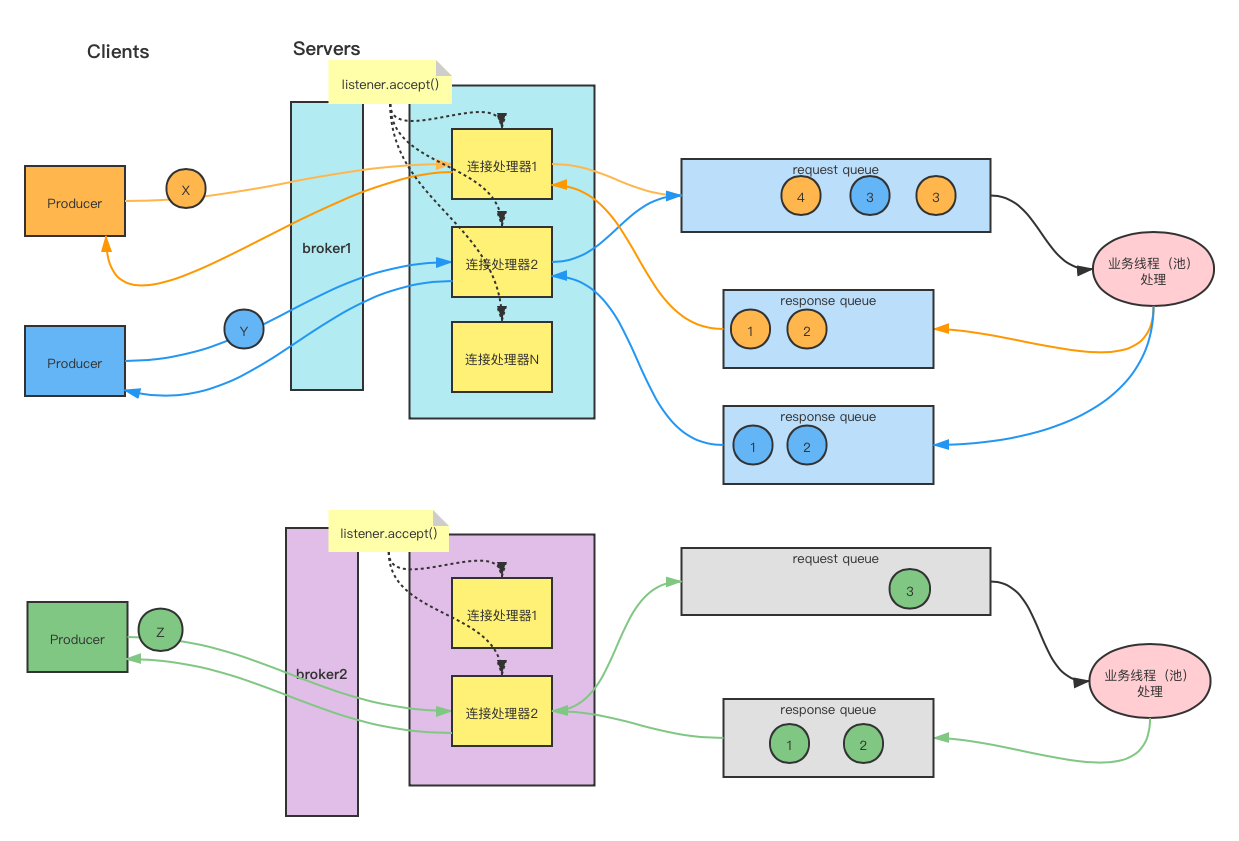 Clients
Servers
listener.accept()
连接处理器1
request queue
X
4
3
3
Producer
broker1
连接处理器2
业务线程（池）
处理
response queue
1
2
Y
Producer
连接处理器N
response queue
1
2
listener.accept()
request queue
3
连接处理器1
Z
Producer
broker2
业务线程（池）
处理
连接处理器2
response queue
1
2